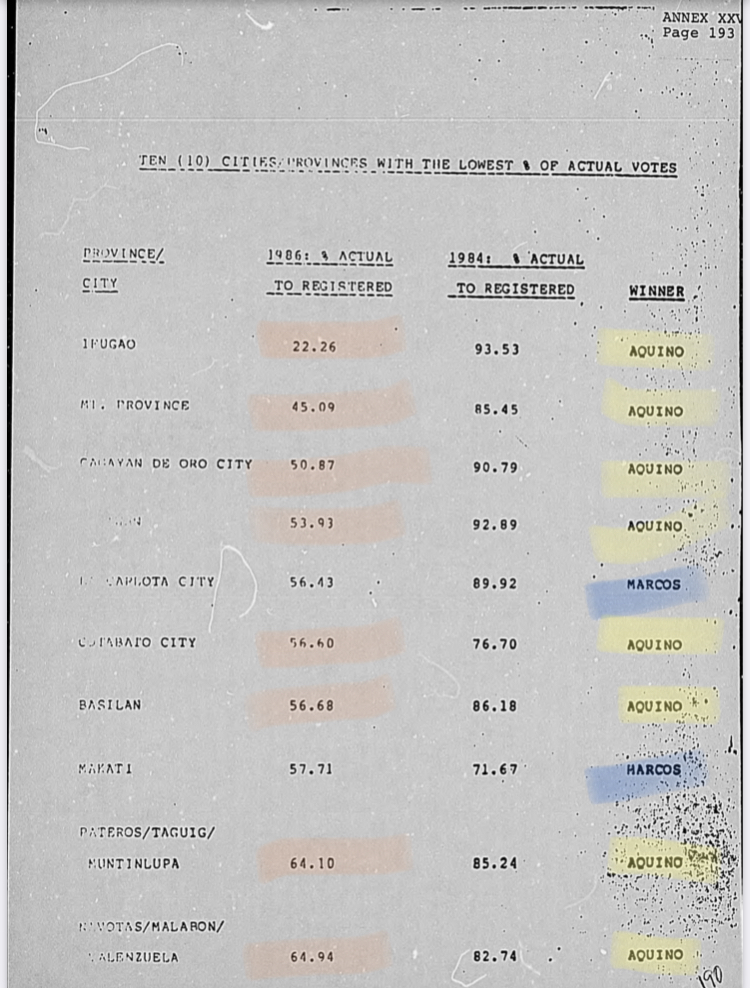 ANNEX XXV
Page 193
TEN (10) CITIES/PROVINCES WITH THE LOWEST % OF ACTUAL VOTES
PROVINCE/ 1986: % ACTUAL 1984: % ACTUAL
CITY TO REGISTERED TO REGISTERED WINNER
IFUGAO 22.26 93.53 AQUINO
MT. PROVINCE 45.09 85.45 AQUINO
CAGAYAN DE ORO CITY 50.87 90.79 AQUINO
53.93 92.89 AQUINO
CARLOTA CITY 56.43 89.92 MARCOS
COTABATO CITY 56.60 76.70 AQUINO
BASILAN 56.68 86.18 AQUINO
MAKATI 57.71 71.67 MARCOS
PATEROS/TAGUIG/
MUNTINLUPA 64.10 85.24 AQUINO
NAVOTAS/MALABON/
VALENZUELA 64.94 82.74 AQUINO
190